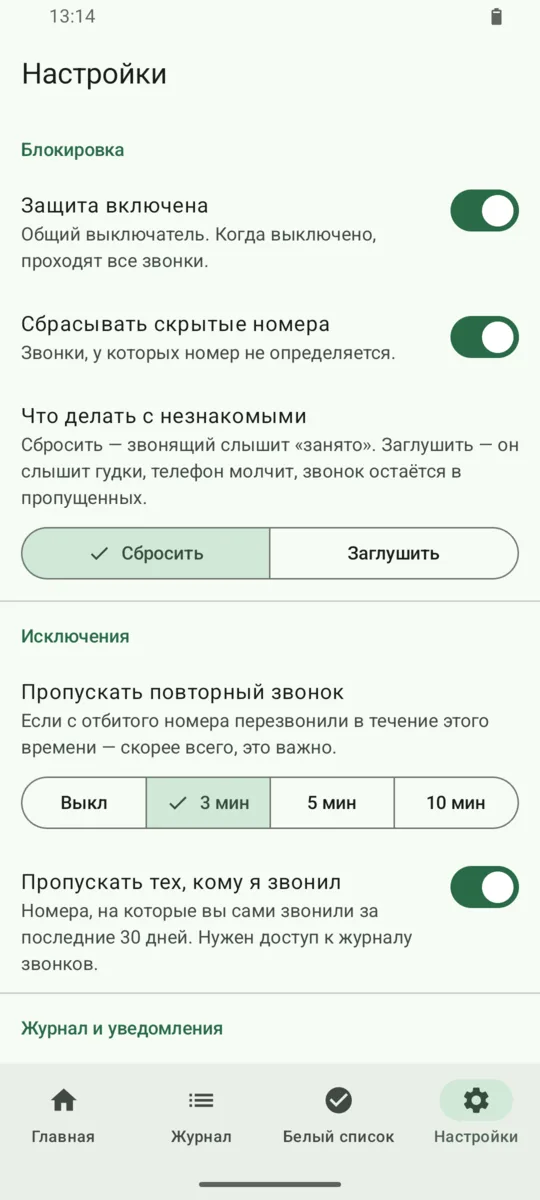 13:14
Настройки
Блокировка
Защита включена
Общий выключатель. Когда выключено,
проходят все звонки.
Сбрасывать скрытые номера
Звонки, у которых номер не определяется.
Что делать с незнакомыми
Сбросить — звонящий слышит «занято». Заглушить — он
слышит гудки, телефон молчит, звонок остаётся в
пропущенных.
Сбросить Заглушить
Исключения
Пропускать повторный звонок
Если с отбитого номера перезвонили в течение этого
времени — скорее всего, это важно.
Выкл 3 мин 5 мин 10 мин
Пропускать тех, кому я звонил
Номера, на которые вы сами звонили за
последние 30 дней. Нужен доступ к журналу
звонков.
Журнал и уведомления
Главная Журнал Белый список Настройки